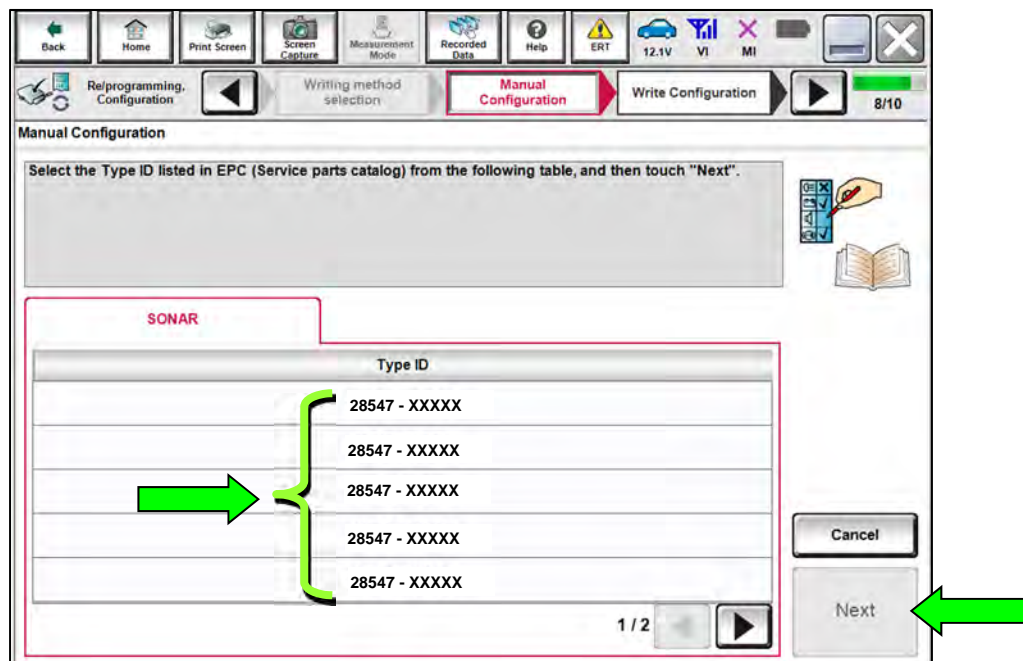 Back
Home
Print Screen
Screen
Capture
Measurement
Mode
Recorded
Data
Help
ERT
12.1V
VI
MI
Re/programming,
Configuration
Writing method
selection
Manual
Configuration
Write Configuration
8/10
Manual Configuration
Select the Type ID listed in EPC (Service parts catalog) from the following table, and then touch "Next".
SONAR
Type ID
28547 - XXXXX
28547 - XXXXX
28547 - XXXXX
28547 - XXXXX
28547 - XXXXX
Cancel
1 / 2
Next